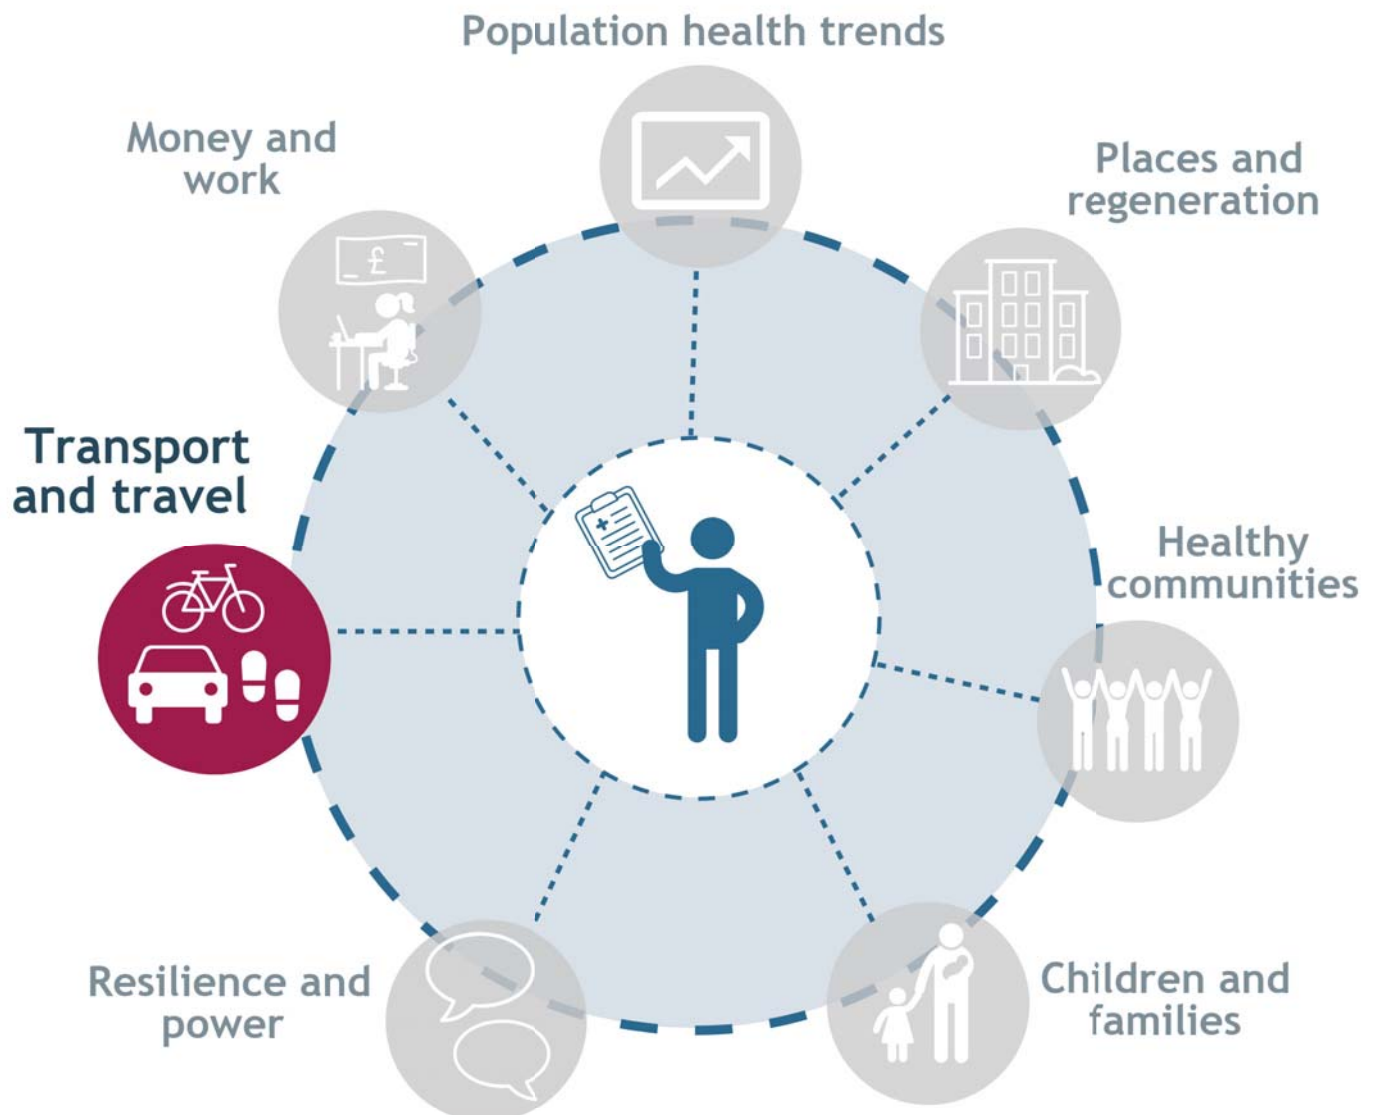 Population health trends
Money and
work
Places and
regeneration
£
Transport
and travel
Healthy
communities
Resilience and
power
Children and
families